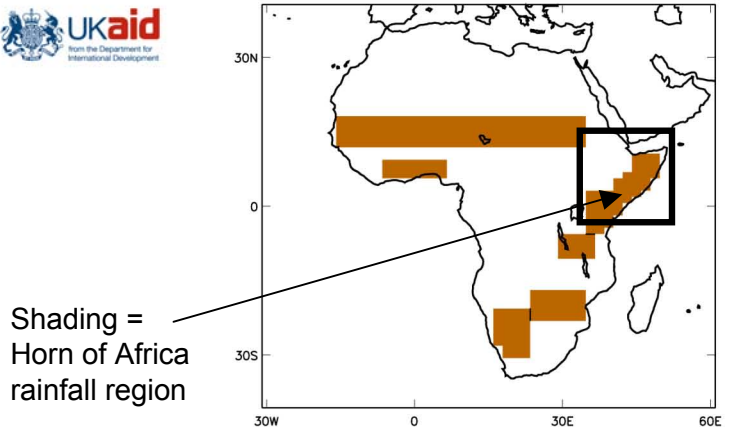 UKaid
from the Department for
International Development
30N
0
30S
30W
0
30E
60E
Shading =
Horn of Africa
rainfall region